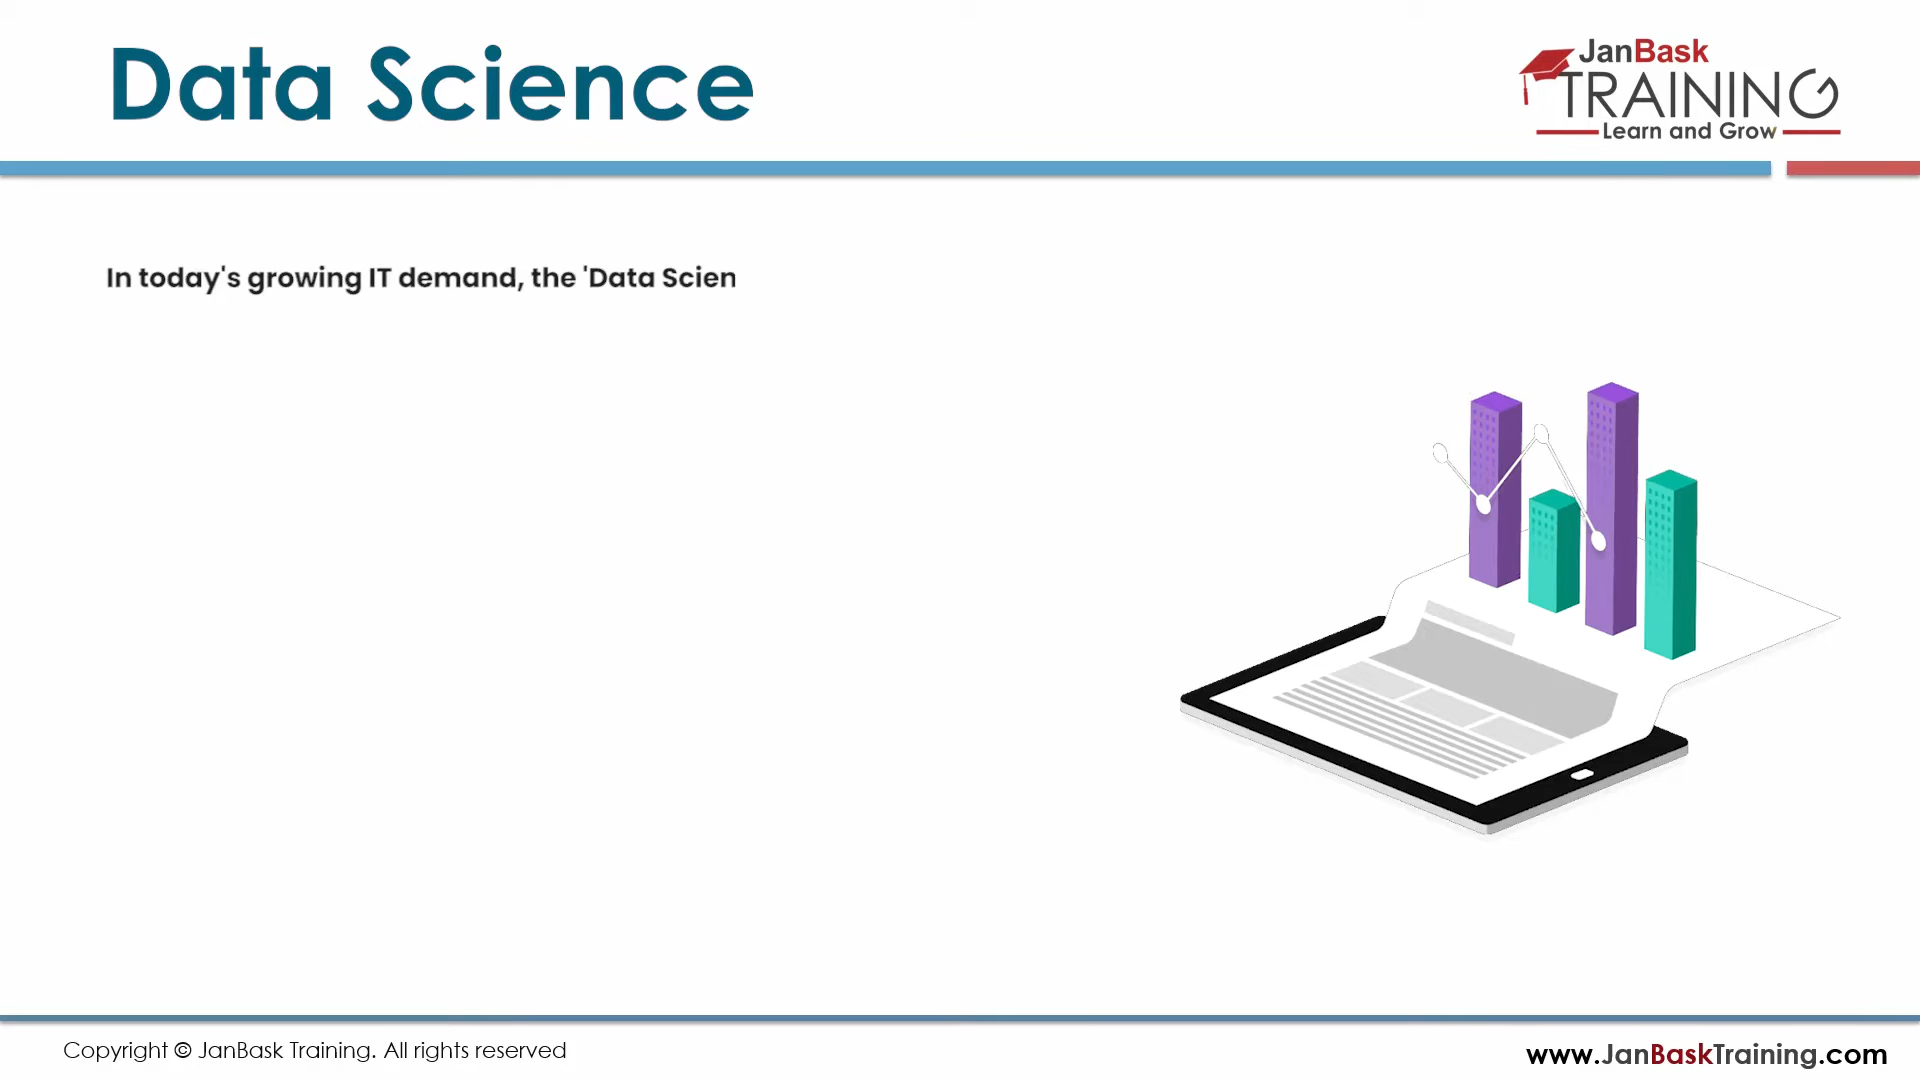 Data Science
JanBask
TRAINING
Learn and Grow
In today's growing IT demand, the 'Data Scien
Copyright © JanBask Training. All rights reserved
www.JanBaskTraining.com